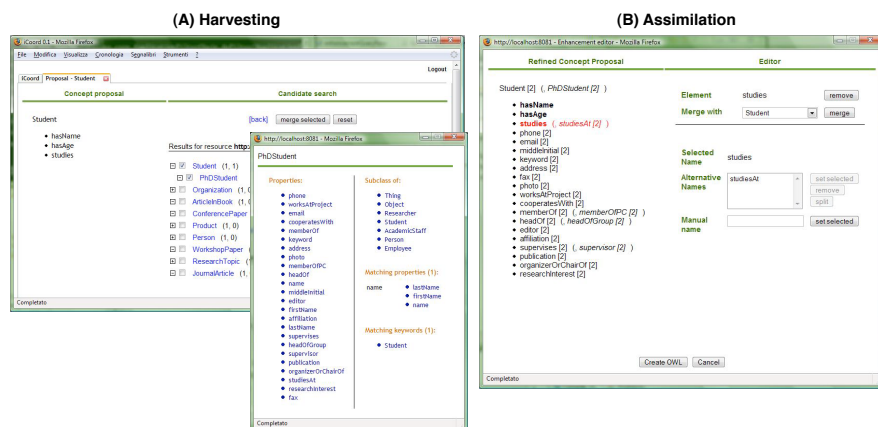 (A) Harvesting
iCoord 0.1 - Mozilla Firefox
File Modifica Visualizza Cronologia Segnalibri Strumenti ?
Logout
iCoord Proposal - Student
Concept proposal Candidate search
Student [back] merge selected reset
hasName
hasAge
studies
Results for resource http:
Student (1, 1)
PhDStudent
Organization (1, 0
ArticleInBook (1, 0
ConferencePaper
Product (1, 0)
Person (1, 0)
WorkshopPaper (
ResearchTopic (1
JournalArticle (1,
Completato
http://localhost:8081 - Mozilla Firefox
PhDStudent
Properties:
phone
worksAtProject
email
cooperatesWith
memberOf
keyword
address
photo
memberOfPC
headOf
name
middleInitial
editor
firstName
affiliation
lastName
supervises
headOfGroup
supervisor
publication
organizerOrChairOf
studiesAt
researchInterest
fax
Subclass of:
Thing
Object
Researcher
Student
AcademicStaff
Person
Employee
Matching properties (1):
name lastName
firstName
name
Matching keywords (1):
Student
Completato
(B) Assimilation
http://localhost:8081 - Enhancement editor - Mozilla Firefox
Refined Concept Proposal Editor
Student [2] (, PhDStudent [2] )
hasName
hasAge
studies (, studiesAt [2] )
phone [2]
email [2]
middleInitial [2]
keyword [2]
address [2]
fax [2]
photo [2]
worksAtProject [2]
cooperatesWith [2]
memberOf [2] (, memberOfPC [2] )
headOf [2] (, headOfGroup [2] )
editor [2]
affiliation [2]
supervises [2] (, supervisor [2] )
publication [2]
organizerOrChairOf [2]
researchInterest [2]
Element studies remove
Merge with Student merge
Selected Name studies
Alternative Names studiesAt set selected
remove
split
Manual name set selected
Create OWL Cancel
Completato